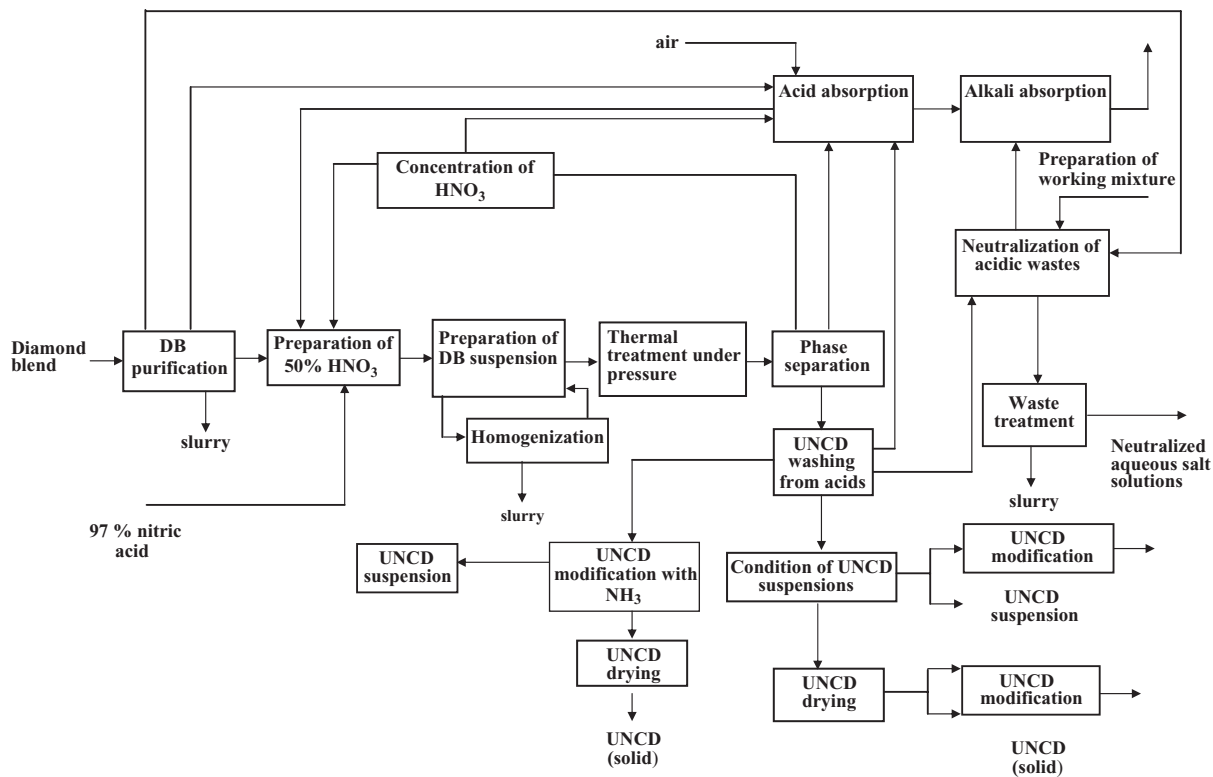 air
Acid absorption
Alkali absorption
Concentration of
HNO3
Preparation of
working mixture
Neutralization of
acidic wastes
Diamond
blend
DB
purification
Preparation of
50% HNO3
Preparation of
DB suspension
Thermal
treatment under
pressure
Phase
separation
slurry
Homogenization
UNCD
washing
from acids
Waste
treatment
Neutralized
aqueous salt
solutions
slurry
slurry
97 % nitric
acid
UNCD
suspension
UNCD
modification with
NH3
Condition of UNCD
suspensions
UNCD
modification
UNCD
suspension
UNCD
drying
UNCD
drying
UNCD
modification
UNCD
(solid)
UNCD
(solid)